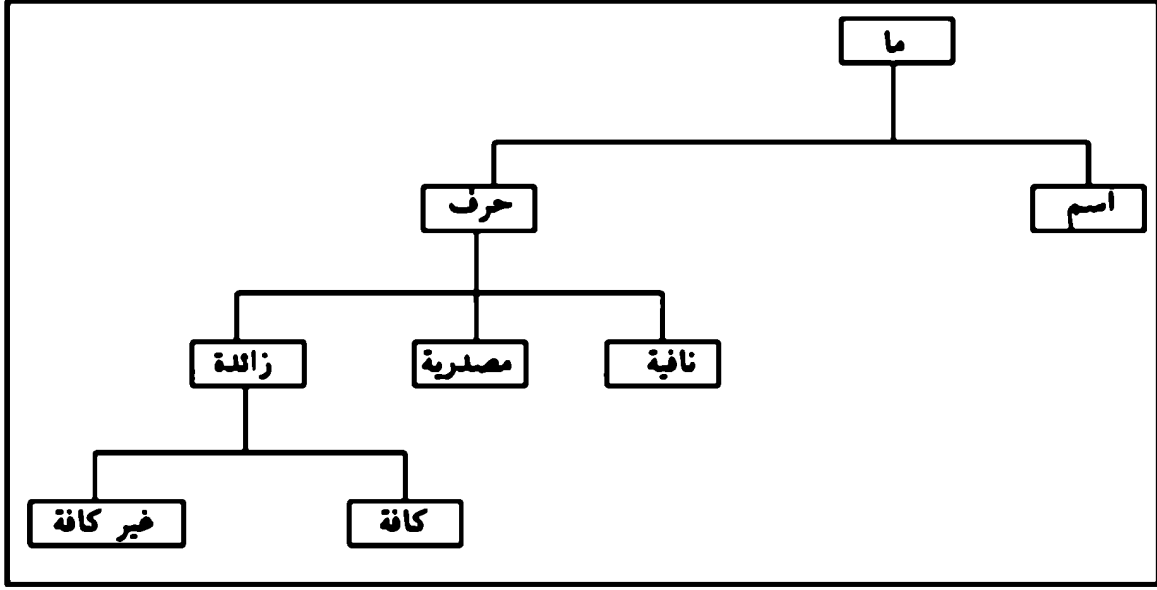 ما
اسم
حرف
نافية
مصدرية
زائدة
كافة
غير كافة